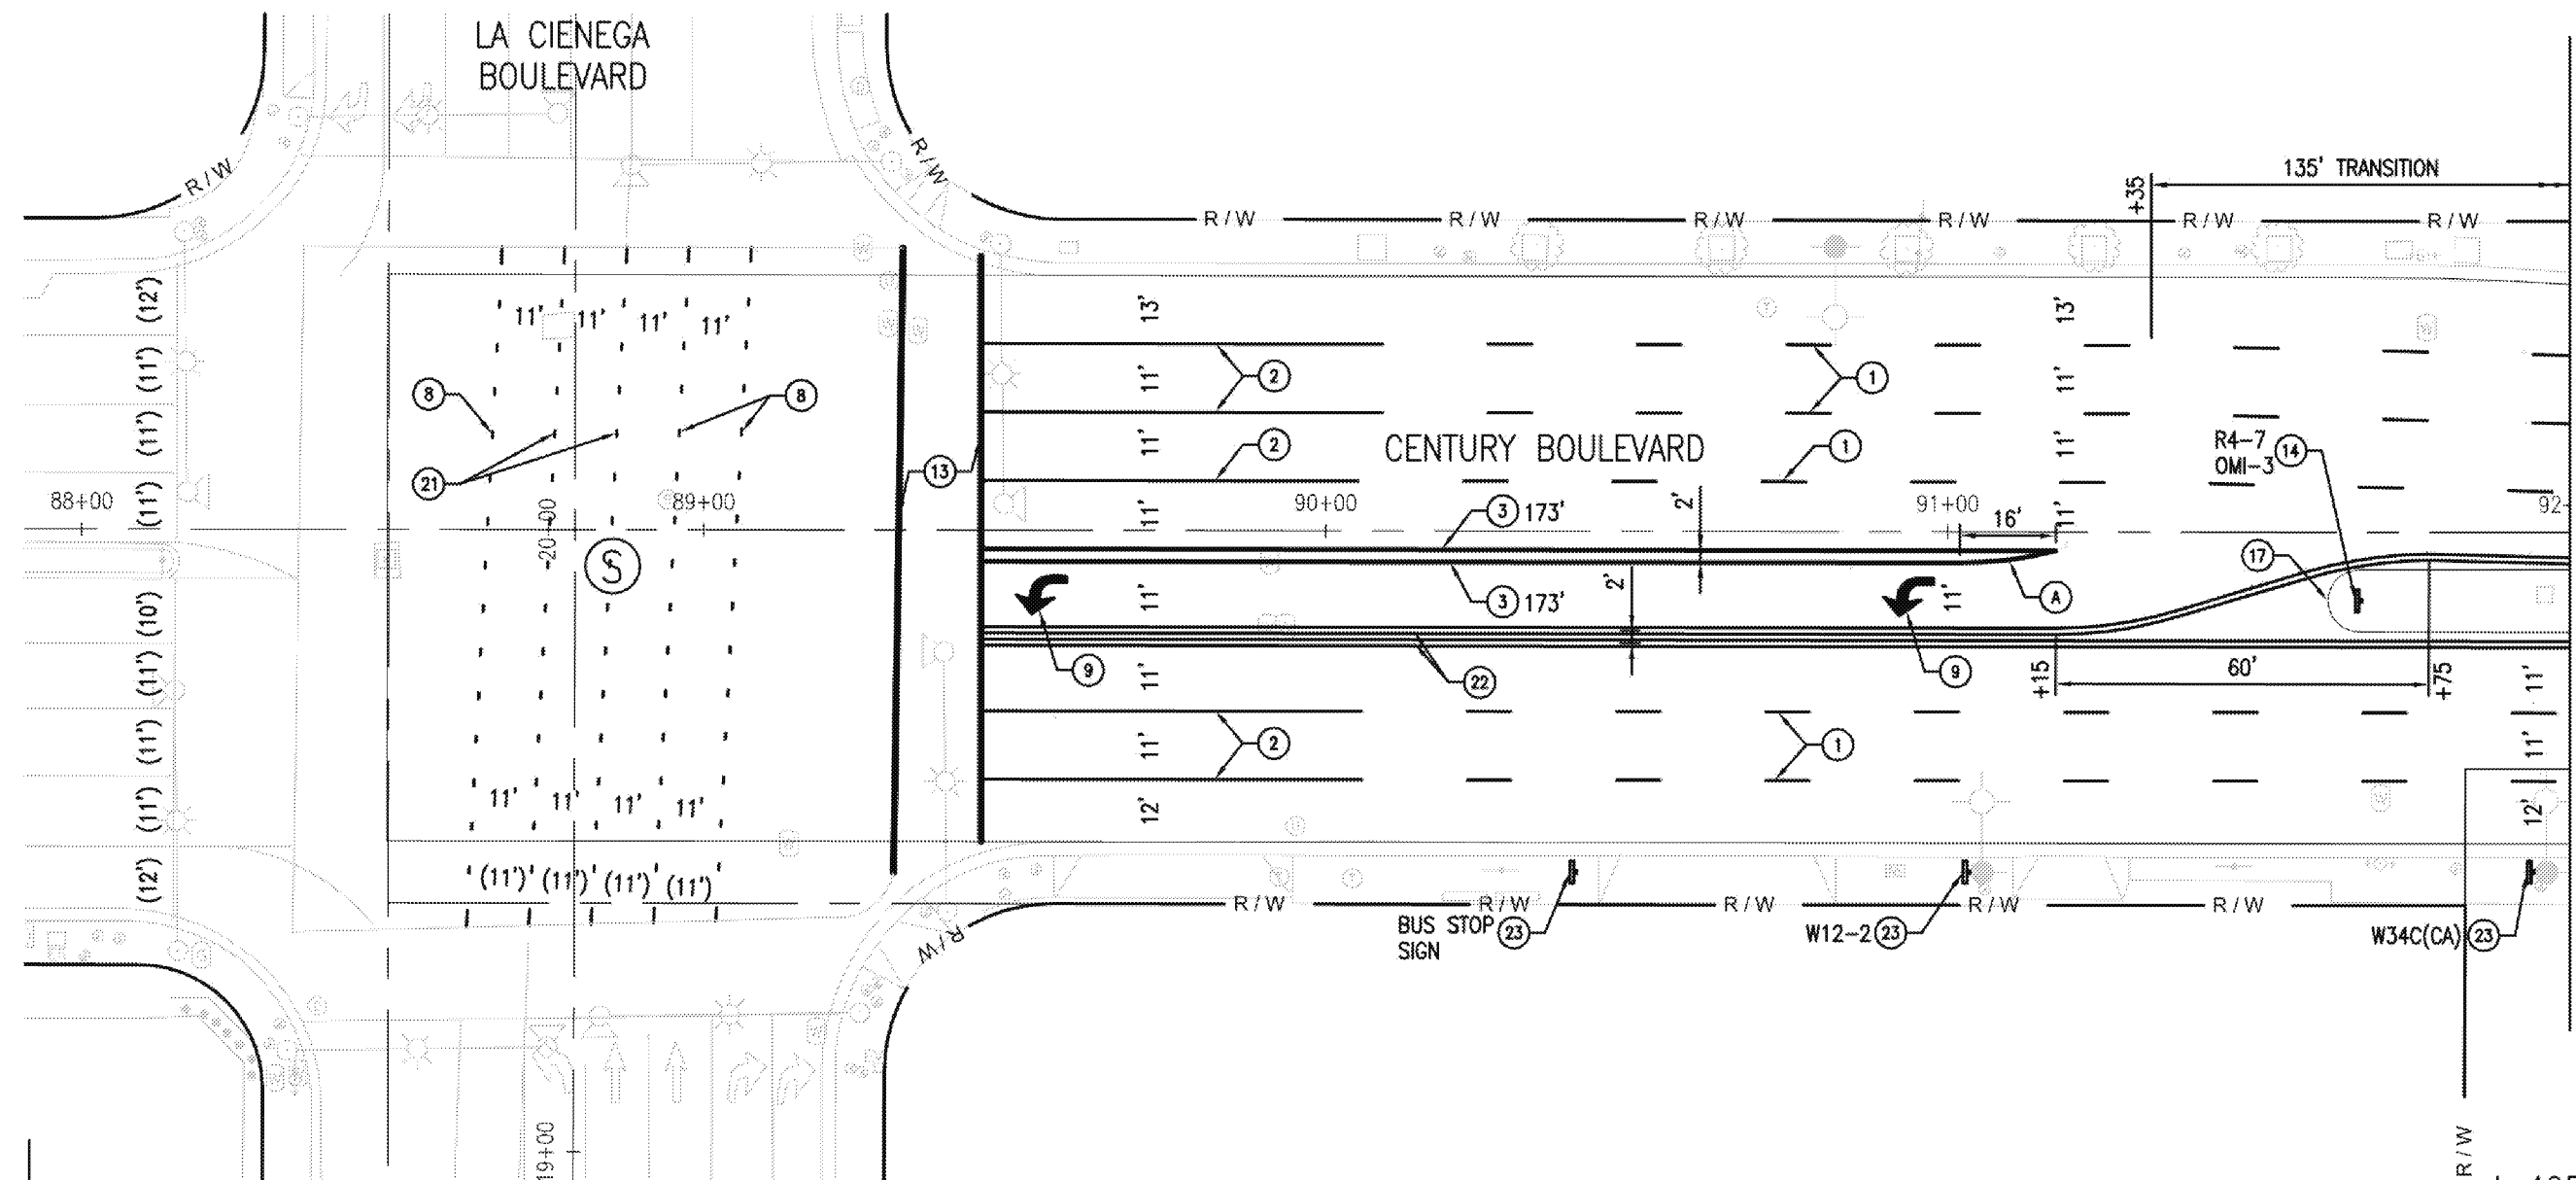 LA CIENEGA
BOULEVARD
R/W
R/W
135' TRANSITION
+35
R/W
R/W
R/W
R/W
R/W
R/W
(12')
(11')
(11')
(11')
(10')
(11')
(11')
(11')
(12')
11'
11'
11'
11'
8
8
21
13
13'
11'
11'
11'
11'
11'
11'
12'
2
2
1
1
13'
11'
11'
11'
CENTURY BOULEVARD
R4-7
OMI-3
14
88+00
20+00
89+00
90+00
91+00
92+
S
3
173'
2'
16'
17
3
173'
2'
11'
A
9
22
9
+15
60'
+75
2
1
11'
11'
12'
11'
11'
11'
11'
(11')
(11')
(11')
(11')
R/W
R/W
R/W
R/W
R/W
R/W
BUS STOP
SIGN
23
W12-2
23
W34C(CA)
23
19+00
R/W